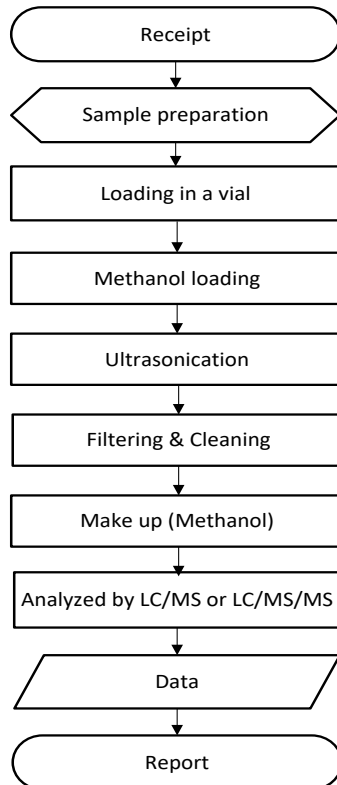 Receipt
Sample preparation
Loading in a vial
Methanol loading
Ultrasonication
Filtering & Cleaning
Make up (Methanol)
Analyzed by LC/MS or LC/MS/MS
Data
Report